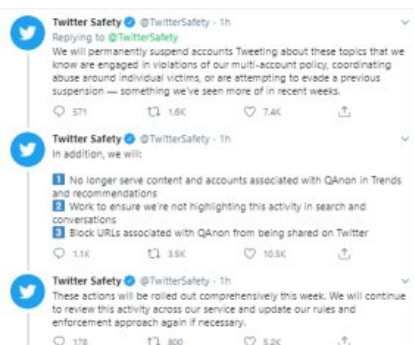 Twitter Safety @TwitterSafety · 1h
Replying to @TwitterSafety
We will permanently suspend accounts Tweeting about these topics that we
know are engaged in violations of our multi-account policy, coordinating
abuse around individual victims, or are attempting to evade a previous
suspension — something we've seen more of in recent weeks.
571 1.6K 7.4K
Twitter Safety @TwitterSafety · 1h
In addition, we will:
1 No longer serve content and accounts associated with QAnon in Trends
and recommendations
2 Work to ensure we're not highlighting this activity in search and
conversations
3 Block URLs associated with QAnon from being shared on Twitter
1.1K 3.5K 10.5K
Twitter Safety @TwitterSafety · 1h
These actions will be rolled out comprehensively this week. We will continue
to review this activity across our service and update our rules and
enforcement approach again if necessary.
178 800 5.2K